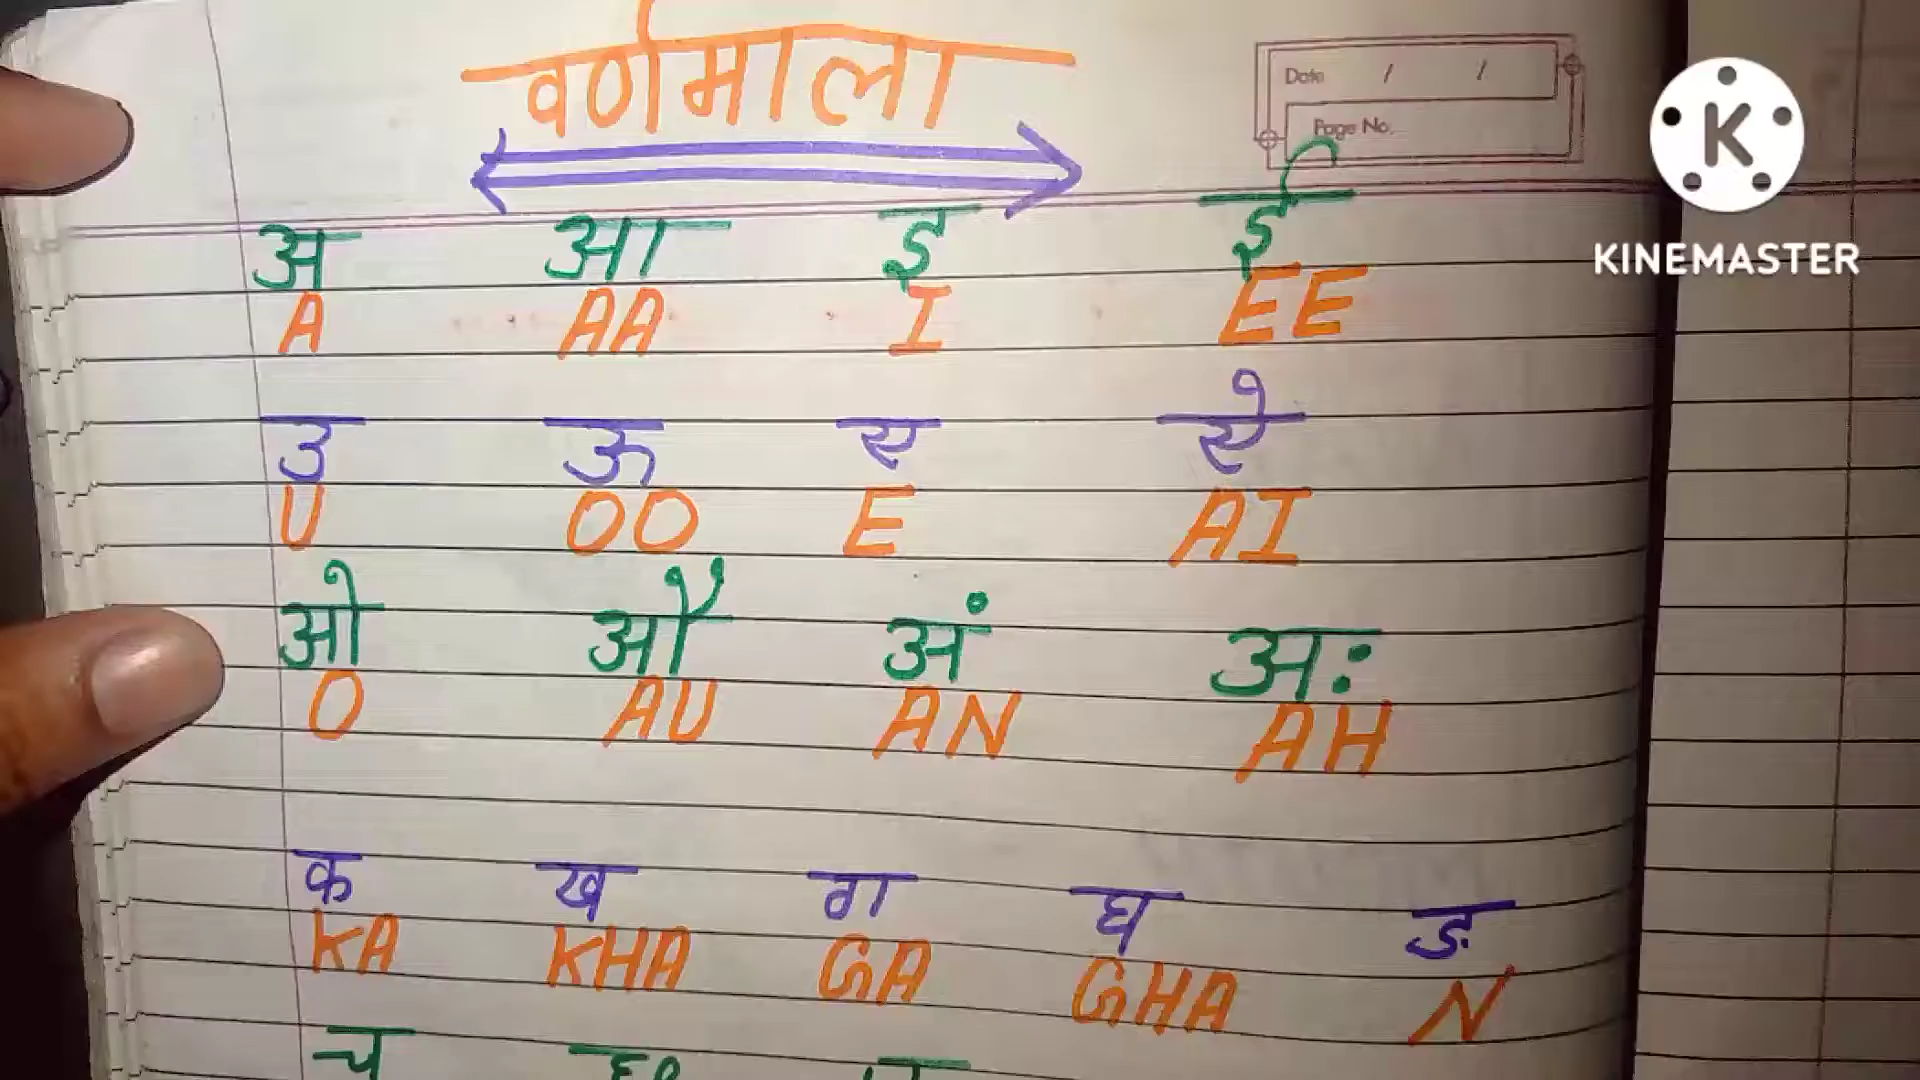 वर्णमाला
Date / /
Page No.
KINEMASTER
अ आ इ ई
A AA I EE
उ ऊ ए ऐ
U OO E AI
ओ औ अं अः
O AU AN AH
क ख ग घ ङ
KA KHA GA GHA N
च